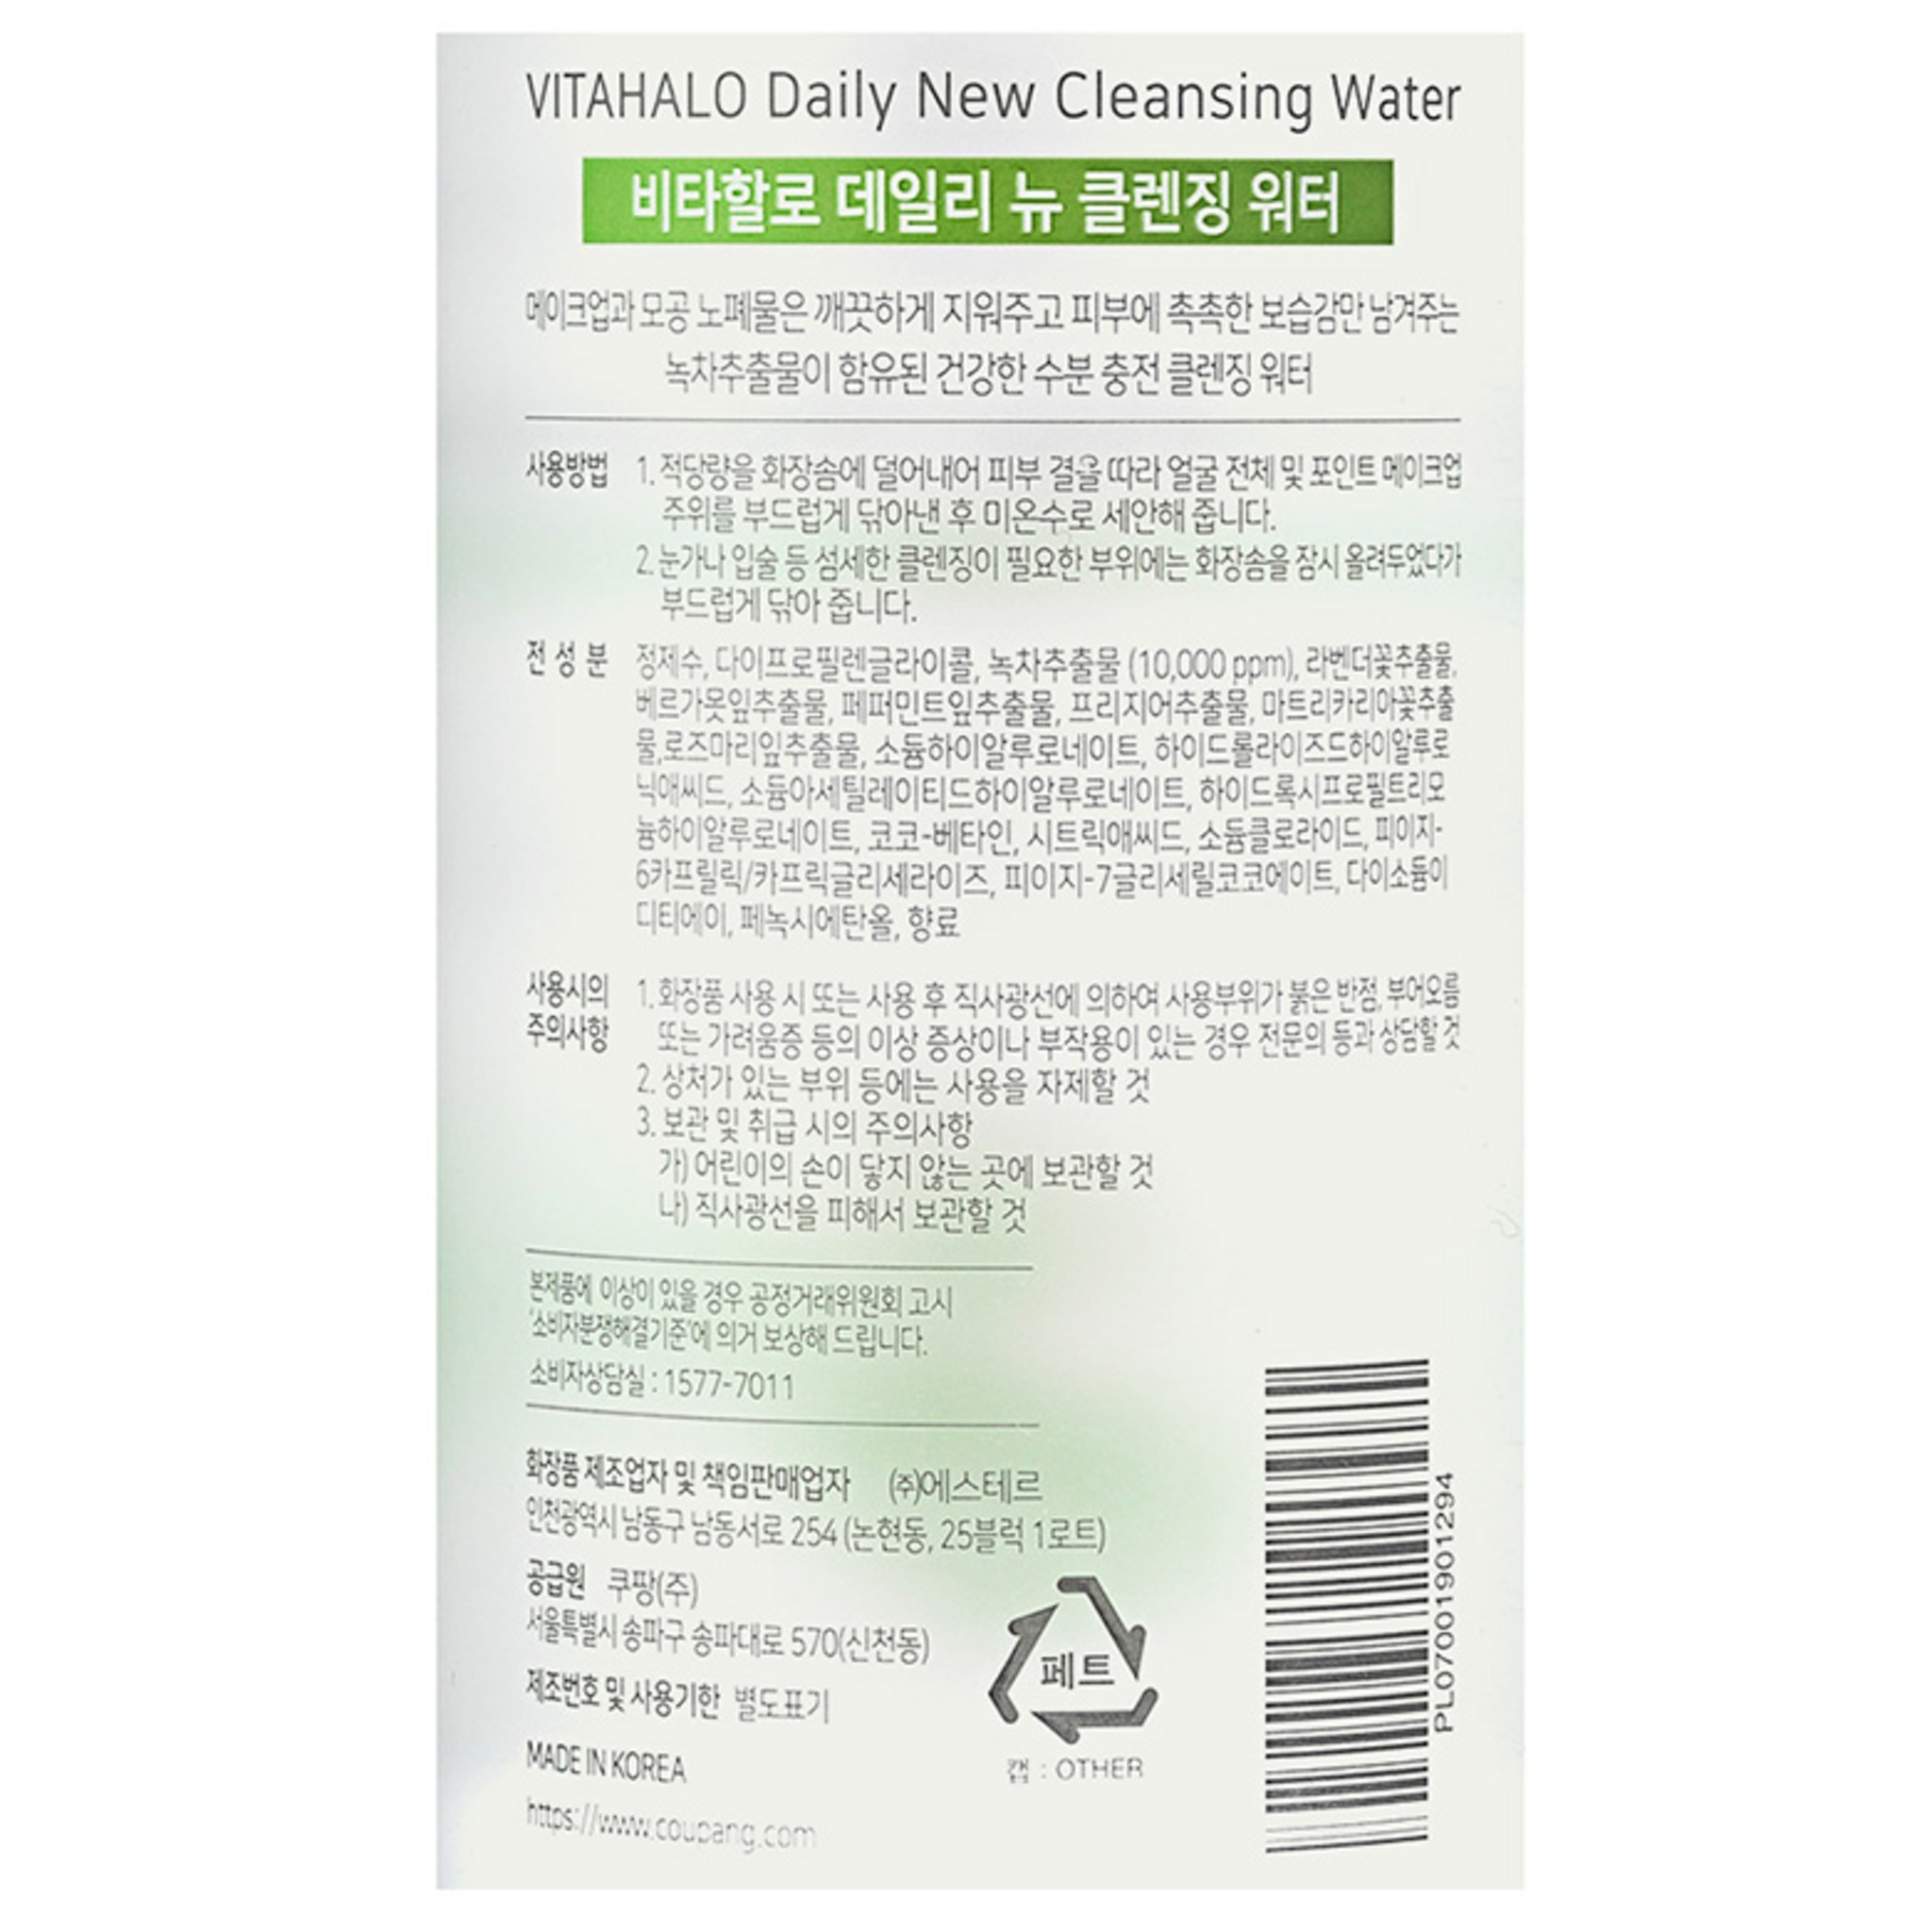 VITAHALO Daily New Cleansing Water
비타할로 데일리 뉴 클렌징 워터
메이크업과 모공 노폐물은 깨끗하게 지워주고 피부에 촉촉한 보습감만 남겨주는
녹차추출물이 함유된 건강한 수분 충전 클렌징 워터
사용방법 1. 적당량을 화장솜에 덜어내어 피부 결을 따라 얼굴 전체 및 포인트 메이크업
주위를 부드럽게 닦아낸 후 미온수로 세안해 줍니다.
2. 눈가나 입술 등 섬세한 클렌징이 필요한 부위에는 화장솜을 잠시 올려두었다가
부드럽게 닦아 줍니다.
전 성 분 정제수, 다이프로필렌글라이콜, 녹차추출물 (10,000 ppm), 라벤더꽃추출물,
베르가못잎추출물, 페퍼민트잎추출물, 프리지어추출물, 마트리카리아꽃추출
물,로즈마리잎추출물, 소듐하이알루로네이트, 하이드롤라이즈드하이알루로
닉애씨드, 소듐아세틸레이티드하이알루로네이트, 하이드록시프로필트리모
늄하이알루로네이트, 코코-베타인, 시트릭애씨드, 소듐클로라이드, 피이지-
6카프릴릭/카프릭글리세라이즈, 피이지-7글리세릴코코에이트, 다이소듐이
디티에이, 페녹시에탄올, 향료
사용시의 1. 화장품 사용 시 또는 사용 후 직사광선에 의하여 사용부위가 붉은 반점, 부어오름
주의사항 또는 가려움증 등의 이상 증상이나 부작용이 있는 경우 전문의 등과 상담할 것
2. 상처가 있는 부위 등에는 사용을 자제할 것
3. 보관 및 취급 시의 주의사항
가) 어린이의 손이 닿지 않는 곳에 보관할 것
나) 직사광선을 피해서 보관할 것
본제품에 이상이 있을 경우 공정거래위원회 고시
'소비자분쟁해결기준'에 의거 보상해 드립니다.
소비자상담실 : 1577-7011
화장품 제조업자 및 책임판매업자 (주)에스테르
인천광역시 남동구 남동서로 254 (논현동, 25블럭 1로트)
공급원 쿠팡(주)
서울특별시 송파구 송파대로 570(신천동)
제조번호 및 사용기한 별도표기
MADE IN KOREA
https://www.coupang.com
페트
캡 : OTHER
PL07001901294